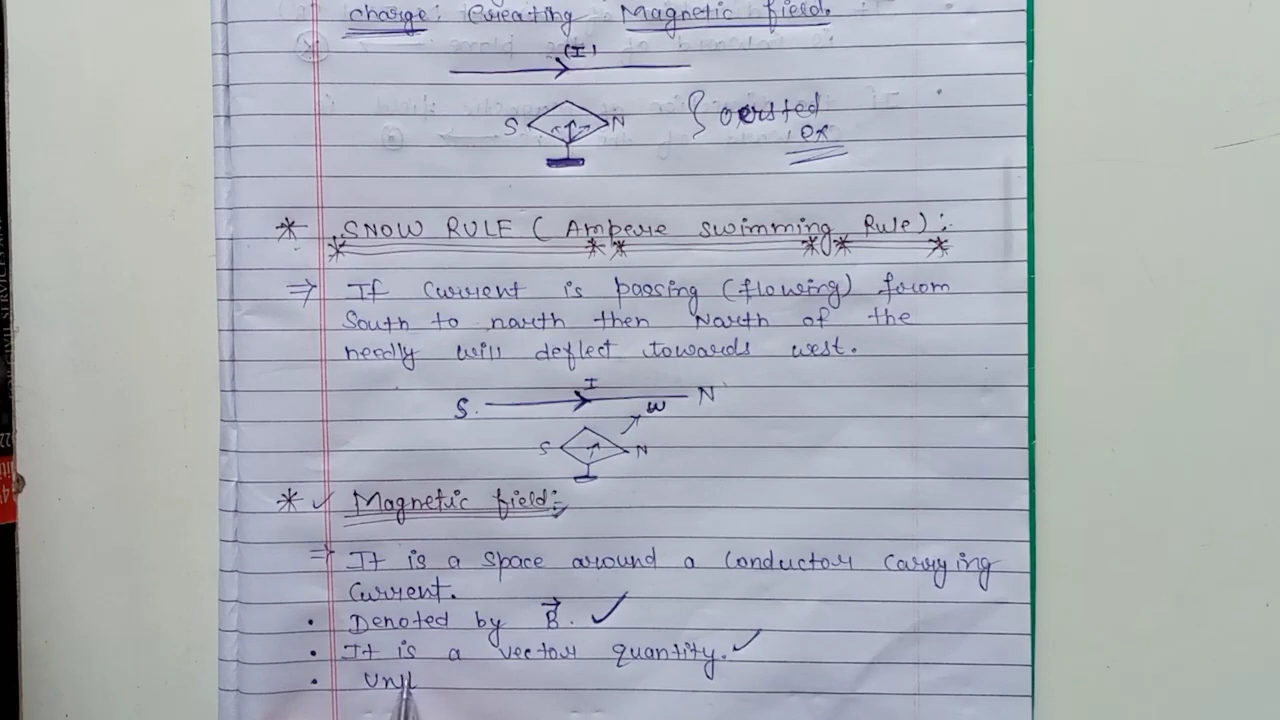 charge: Creating Magnetic field.
(I)
S N } oersted
ex
* SNOW RULE (Ampere swimming Rule):
⇒ If current is passing (flowing) from
South to north then North of the
needly will deflect towards west.
I
S. N
W
S N
* ✓ Magnetic field:
⇒ It is a space around a conductor carrying
current.
• Denoted by B⃗. ✓
• It is a vector quantity. ✓
• Unit